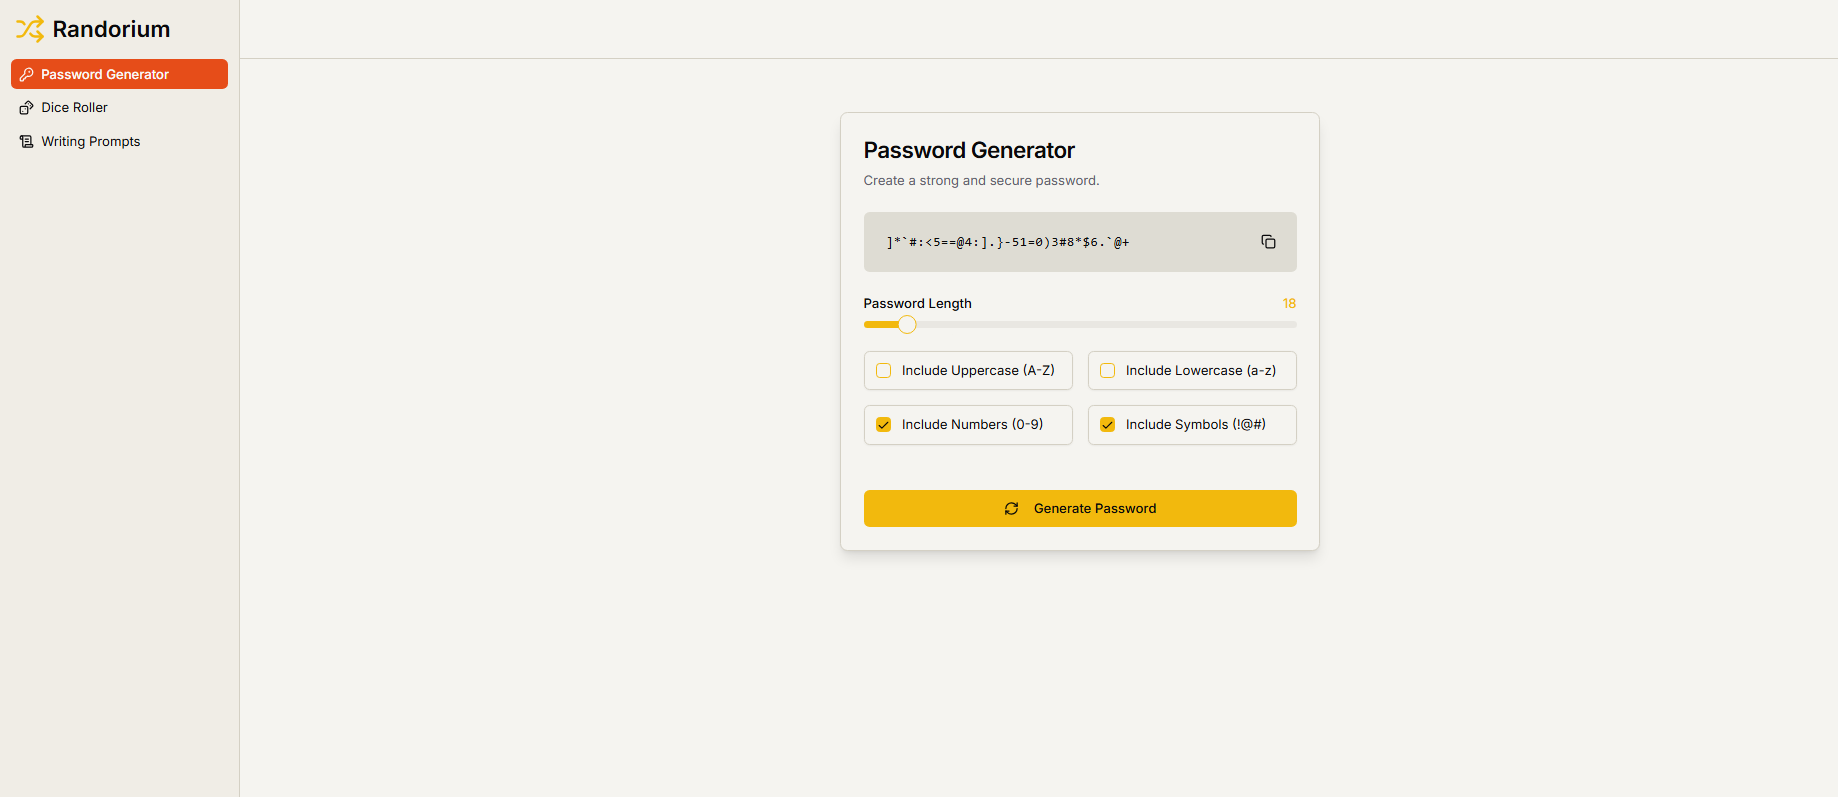 Randorium
Password Generator
Dice Roller
Writing Prompts
Password Generator
Create a strong and secure password.
]*`#:<5==@4:].}-51=0)3#8*$6.`@+
Password Length 18
Include Uppercase (A-Z) Include Lowercase (a-z)
Include Numbers (0-9) Include Symbols (!@#)
Generate Password